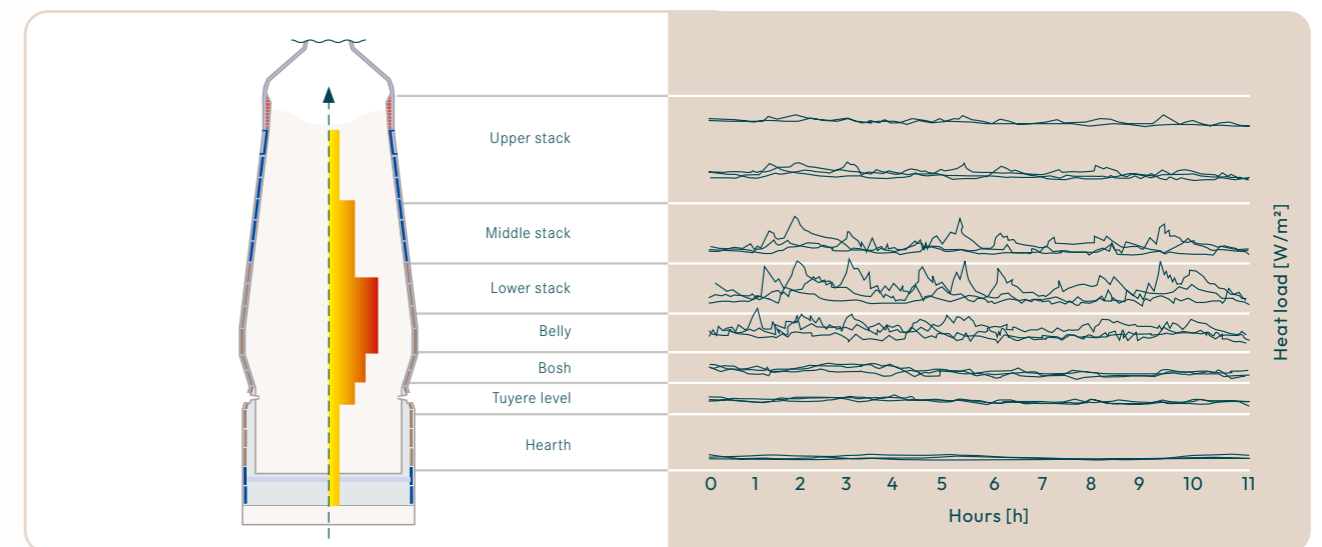 Upper stack
Middle stack
Lower stack
Belly
Bosh
Tuyere level
Hearth
0 1 2 3 4 5 6 7 8 9 10 11
Hours [h]
Heat load [W/m²]